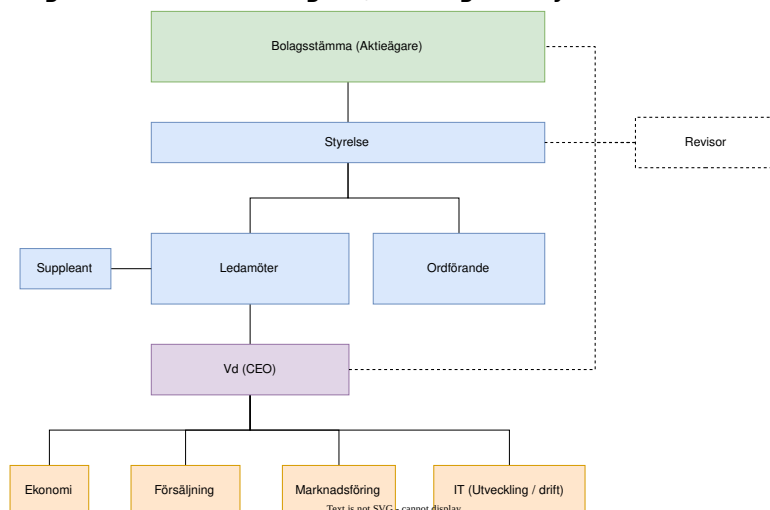 Bolagsstämma (Aktieägare)
Styrelse
Revisor
Suppleant
Ledamöter
Ordförande
Vd (CEO)
Ekonomi
Försäljning
Marknadsföring
IT (Utveckling / drift)
Text is not SVG - cannot display